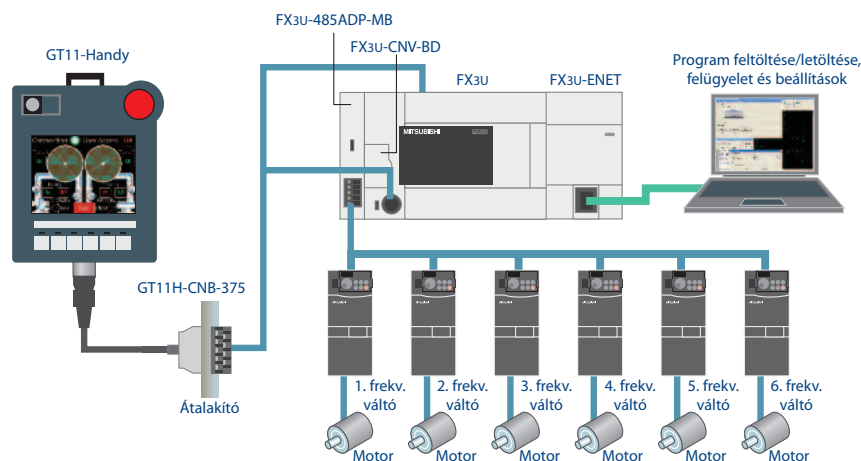 FX3U-485ADP-MB
GT11-Handy
FX3U-CNV-BD
FX3U
FX3U-ENET
Program feltöltése/letöltése,
felügyelet és beállítások
MITSUBISHI
GT11H-CNB-375
Átalakító
1. frekv.
váltó
2. frekv.
váltó
3. frekv.
váltó
4. frekv.
váltó
5. frekv.
váltó
6. frekv.
váltó
Motor
Motor
Motor
Motor
Motor
Motor